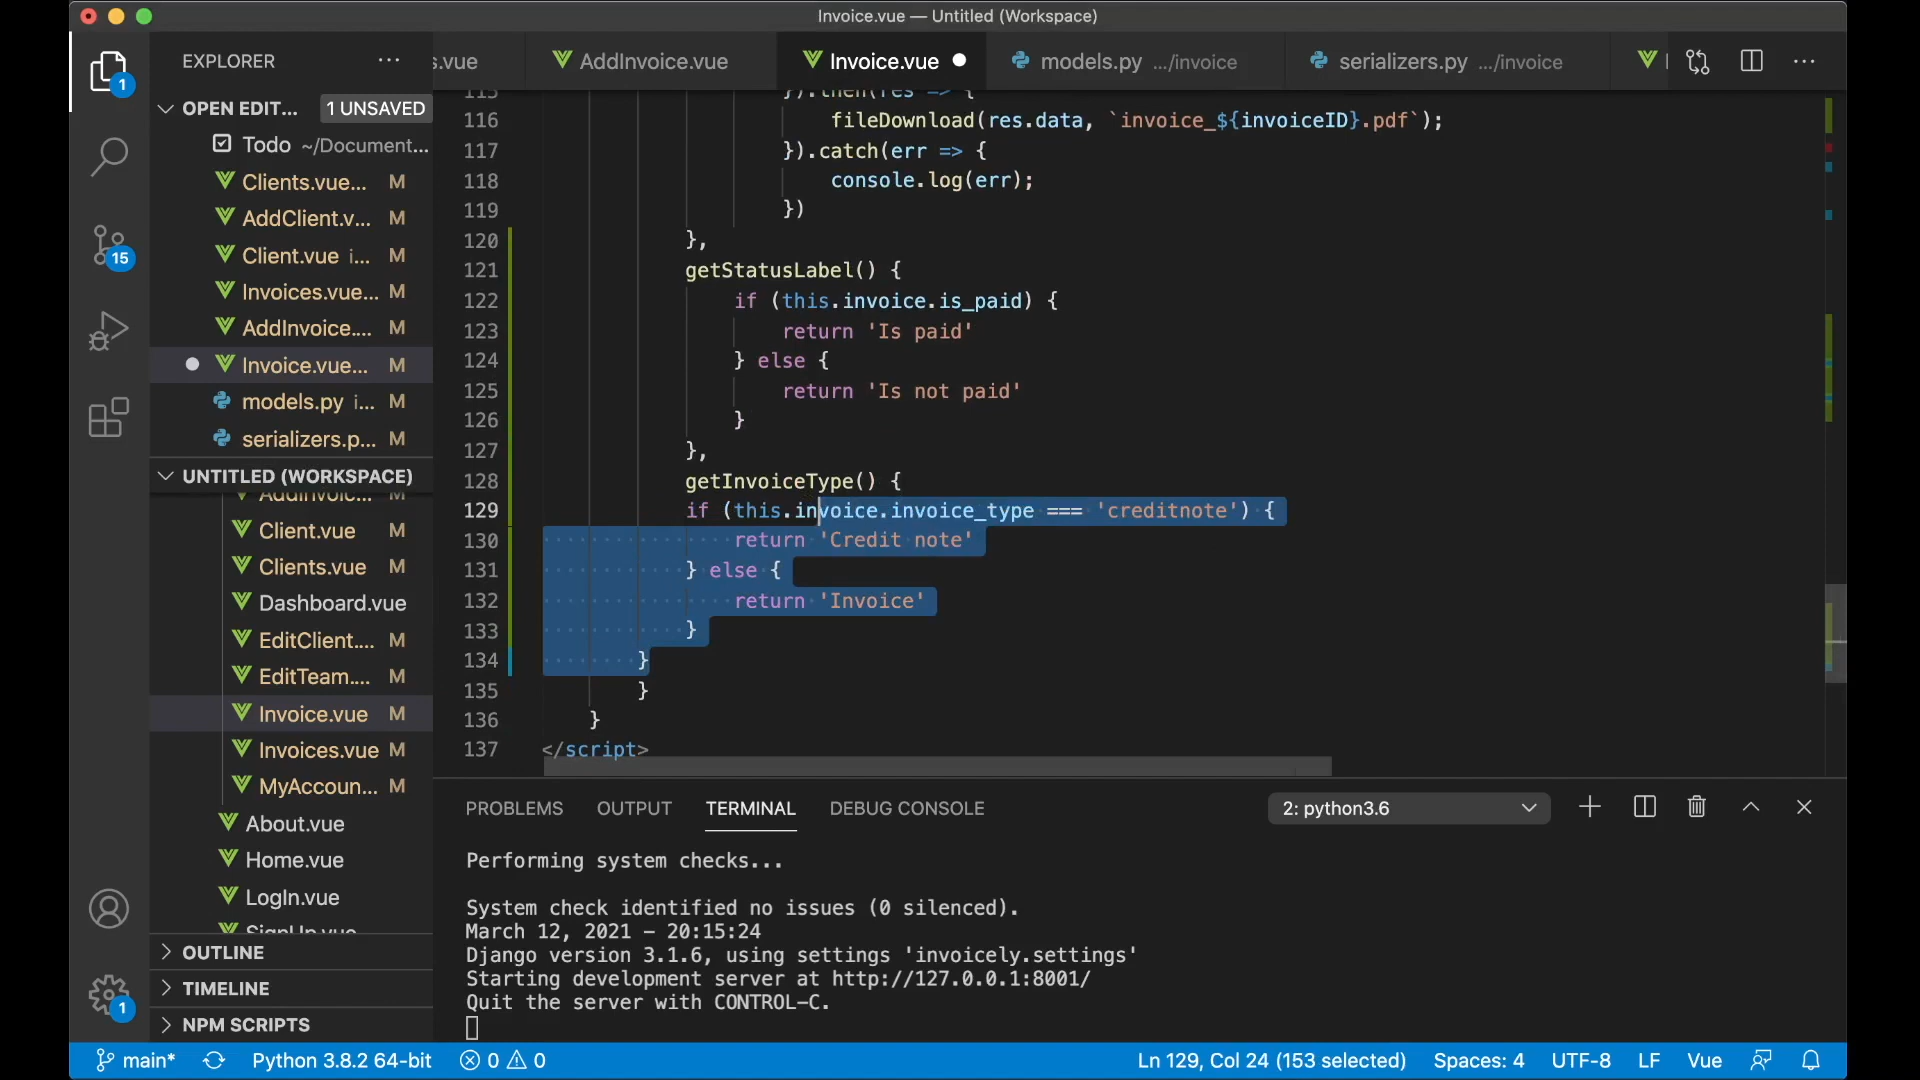 Invoice.vue — Untitled (Workspace)
EXPLORER
s.vue
AddInvoice.vue
Invoice.vue
models.py .../invoice
serializers.py .../invoice
1
OPEN EDIT...
1 UNSAVED
Todo ~/Document...
Clients.vue... M
AddClient.v... M
Client.vue i... M
Invoices.vue... M
AddInvoice.... M
Invoice.vue... M
models.py i... M
serializers.p... M
15
UNTITLED (WORKSPACE)
AddInvoic... M
Client.vue M
Clients.vue M
Dashboard.vue
EditClient.... M
EditTeam.... M
Invoice.vue M
Invoices.vue M
MyAccoun... M
About.vue
Home.vue
LogIn.vue
SignUp.vue
OUTLINE
TIMELINE
NPM SCRIPTS
1
115 }).then(res => {
116 fileDownload(res.data, `invoice_${invoiceID}.pdf`);
117 }).catch(err => {
118 console.log(err);
119 })
120 },
121 getStatusLabel() {
122 if (this.invoice.is_paid) {
123 return 'Is paid'
124 } else {
125 return 'Is not paid'
126 }
127 },
128 getInvoiceType() {
129 if (this.invoice.invoice_type === 'creditnote') {
130 return 'Credit note'
131 } else {
132 return 'Invoice'
133 }
134 }
135 }
136 }
137 </script>
PROBLEMS OUTPUT TERMINAL DEBUG CONSOLE
2: python3.6
Performing system checks...
System check identified no issues (0 silenced).
March 12, 2021 - 20:15:24
Django version 3.1.6, using settings 'invoicely.settings'
Starting development server at http://127.0.0.1:8001/
Quit the server with CONTROL-C.
main* Python 3.8.2 64-bit 0 0 Ln 129, Col 24 (153 selected) Spaces: 4 UTF-8 LF Vue